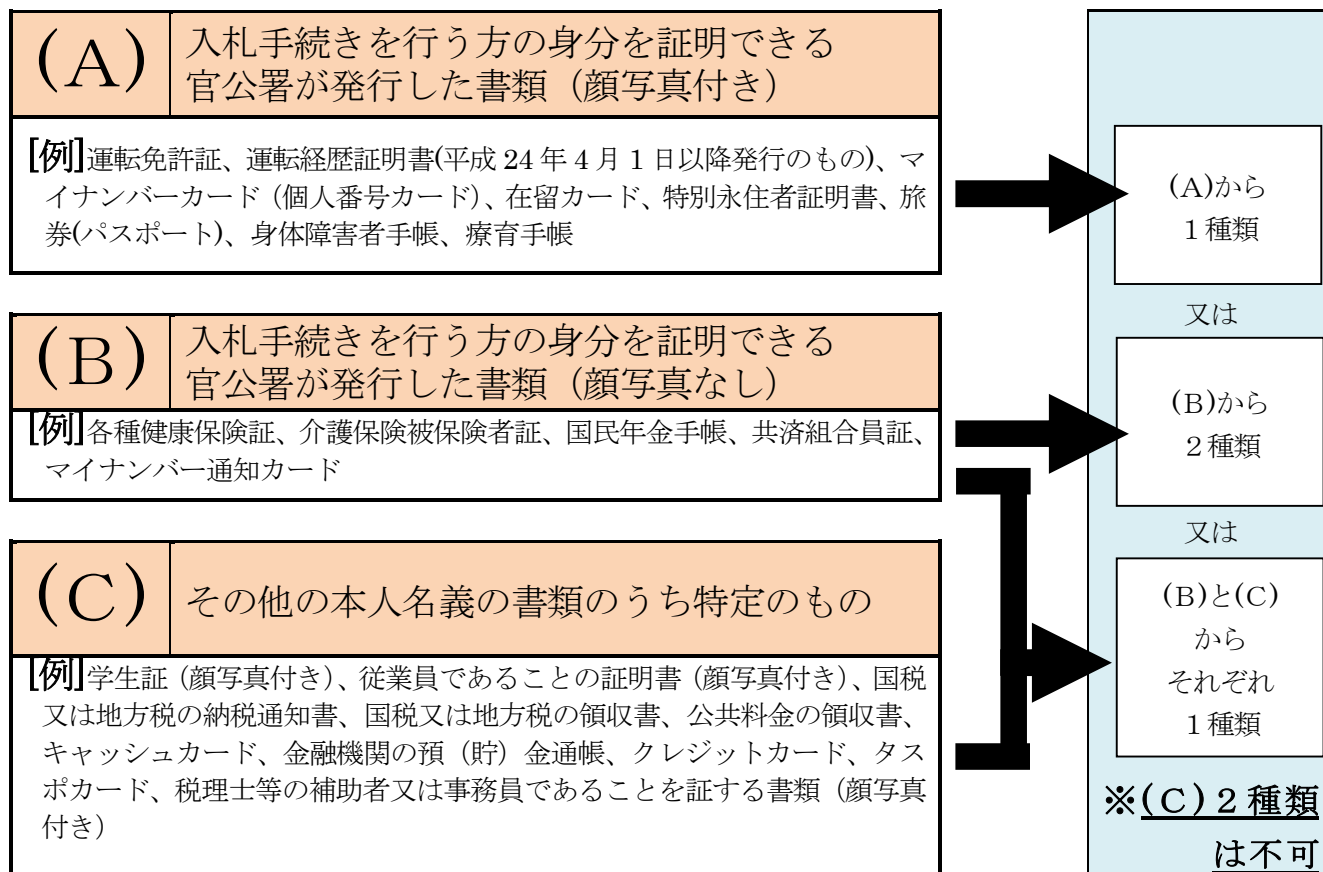 (A)
入札手続きを行う方の身分を証明できる
官公署が発行した書類（顔写真付き）
[例]運転免許証、運転経歴証明書(平成 24 年 4 月 1 日以降発行のもの)、マ
イナンバーカード（個人番号カード）、在留カード、特別永住者証明書、旅
券(パスポート)、身体障害者手帳、療育手帳
(B)
入札手続きを行う方の身分を証明できる
官公署が発行した書類（顔写真なし）
[例]各種健康保険証、介護保険被保険者証、国民年金手帳、共済組合員証、
マイナンバー通知カード
(C)
その他の本人名義の書類のうち特定のもの
[例]学生証（顔写真付き）、従業員であることの証明書（顔写真付き）、国税
又は地方税の納税通知書、国税又は地方税の領収書、公共料金の領収書、
キャッシュカード、金融機関の預（貯）金通帳、クレジットカード、タス
ポカード、税理士等の補助者又は事務員であることを証する書類（顔写真
付き）
(A)から
１種類
又は
(B)から
２種類
又は
(B)と(C)
から
それぞれ
１種類
※(C)２種類
は不可